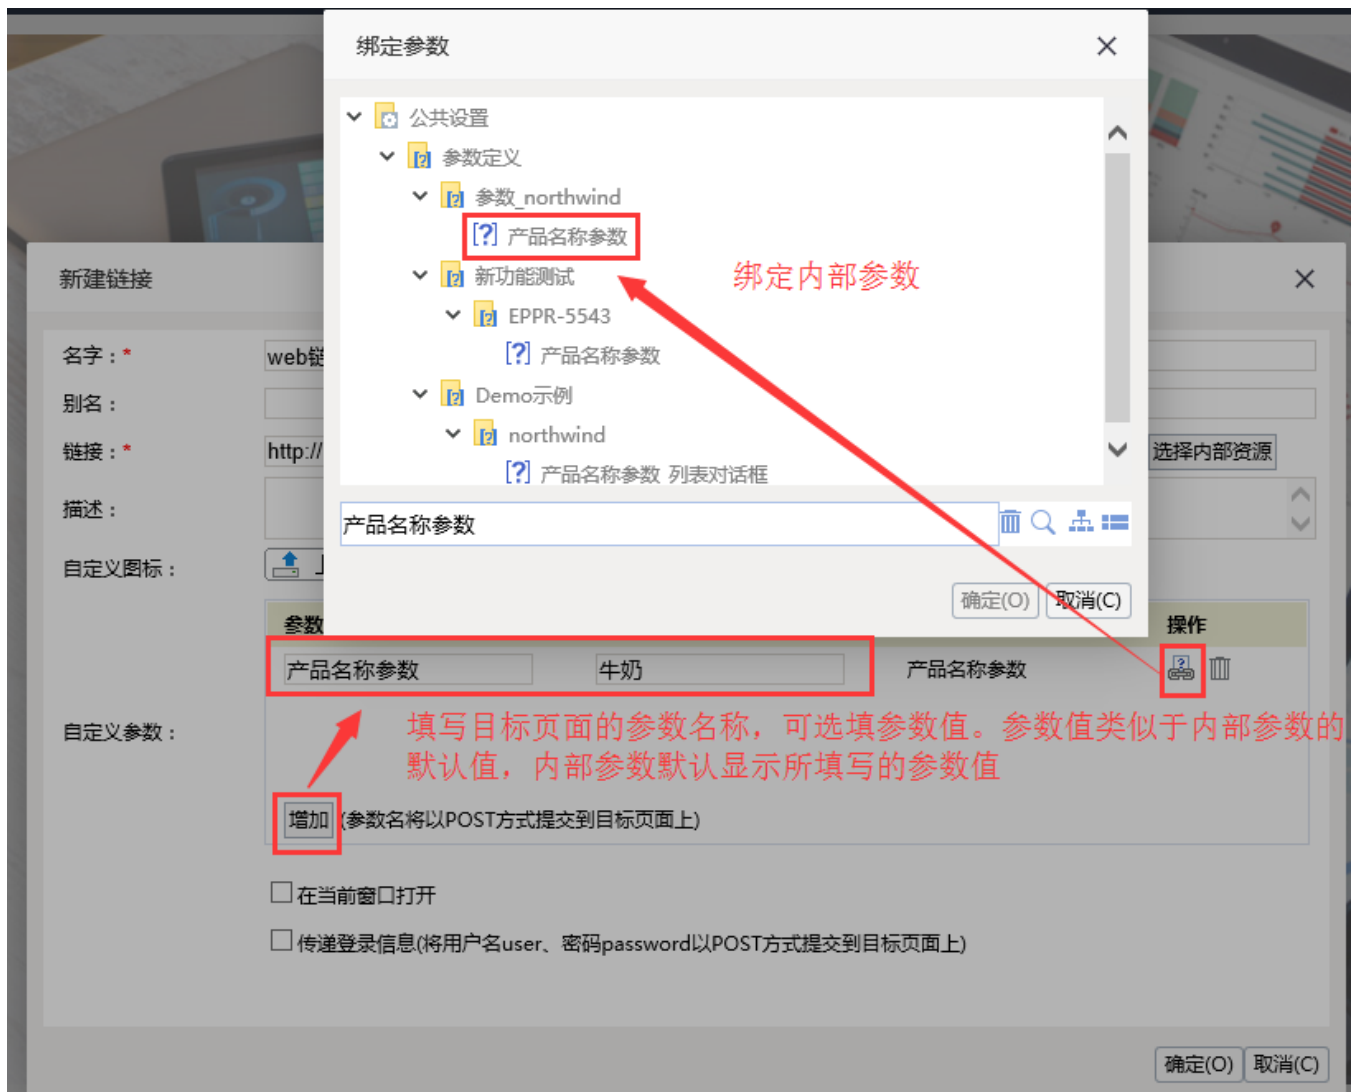 绑定参数
公共设置
参数定义
参数_northwind
产品名称参数
新功能测试
绑定内部参数
EPPR-5543
产品名称参数
Demo示例
northwind
产品名称参数_列表对话框
产品名称参数
确定(O) 取消(C)
新建链接
名字：*
web链
别名：
链接：*
http://
选择内部资源
描述：
自定义图标：
参数
操作
产品名称参数 牛奶 产品名称参数
填写目标页面的参数名称，可选填参数值。参数值类似于内部参数的
默认值，内部参数默认显示所填写的参数值
自定义参数：
增加 (参数名将以POST方式提交到目标页面上)
在当前窗口打开
传递登录信息(将用户名user、密码password以POST方式提交到目标页面上)
确定(O) 取消(C)